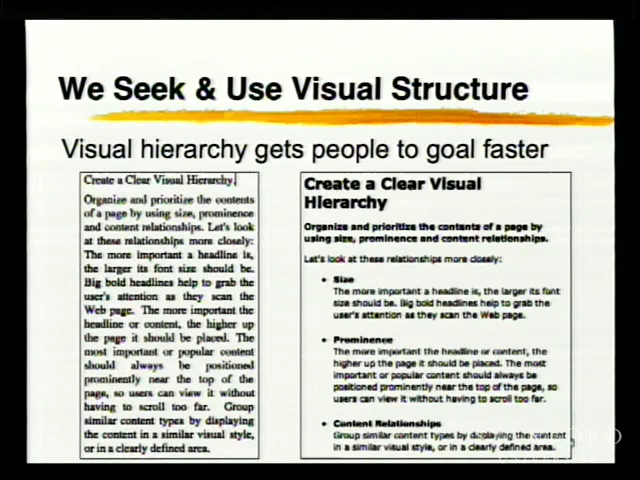 We Seek & Use Visual Structure
Visual hierarchy gets people to goal faster
Create a Clear Visual Hierarchy.
Organize and prioritize the contents
of a page by using size, prominence
and content relationships. Let's look
at these relationships more closely:
The more important a headline is,
the larger its font size should be.
Big bold headlines help to grab the
user's attention as they scan the
Web page. The more important the
headline or content, the higher up
the page it should be placed. The
most important or popular content
should always be positioned
prominently near the top of the
page, so users can view it without
having to scroll too far. Group
similar content types by displaying
the content in a similar visual style,
or in a clearly defined area.
Create a Clear Visual
Hierarchy
Organize and prioritize the contents of a page by
using size, prominence and content relationships.
Let's look at these relationships more closely:
• Size
The more important a headline is, the larger its font
size should be. Big bold headlines help to grab the
user's attention as they scan the Web page.
• Prominence
The more important the headline or content, the
higher up the page it should be placed. The most
important or popular content should always be
positioned prominently near the top of the page, so
users can view it without having to scroll too far.
• Content Relationships
Group similar content types by displaying the content
in a similar visual style, or in a clearly defined area.